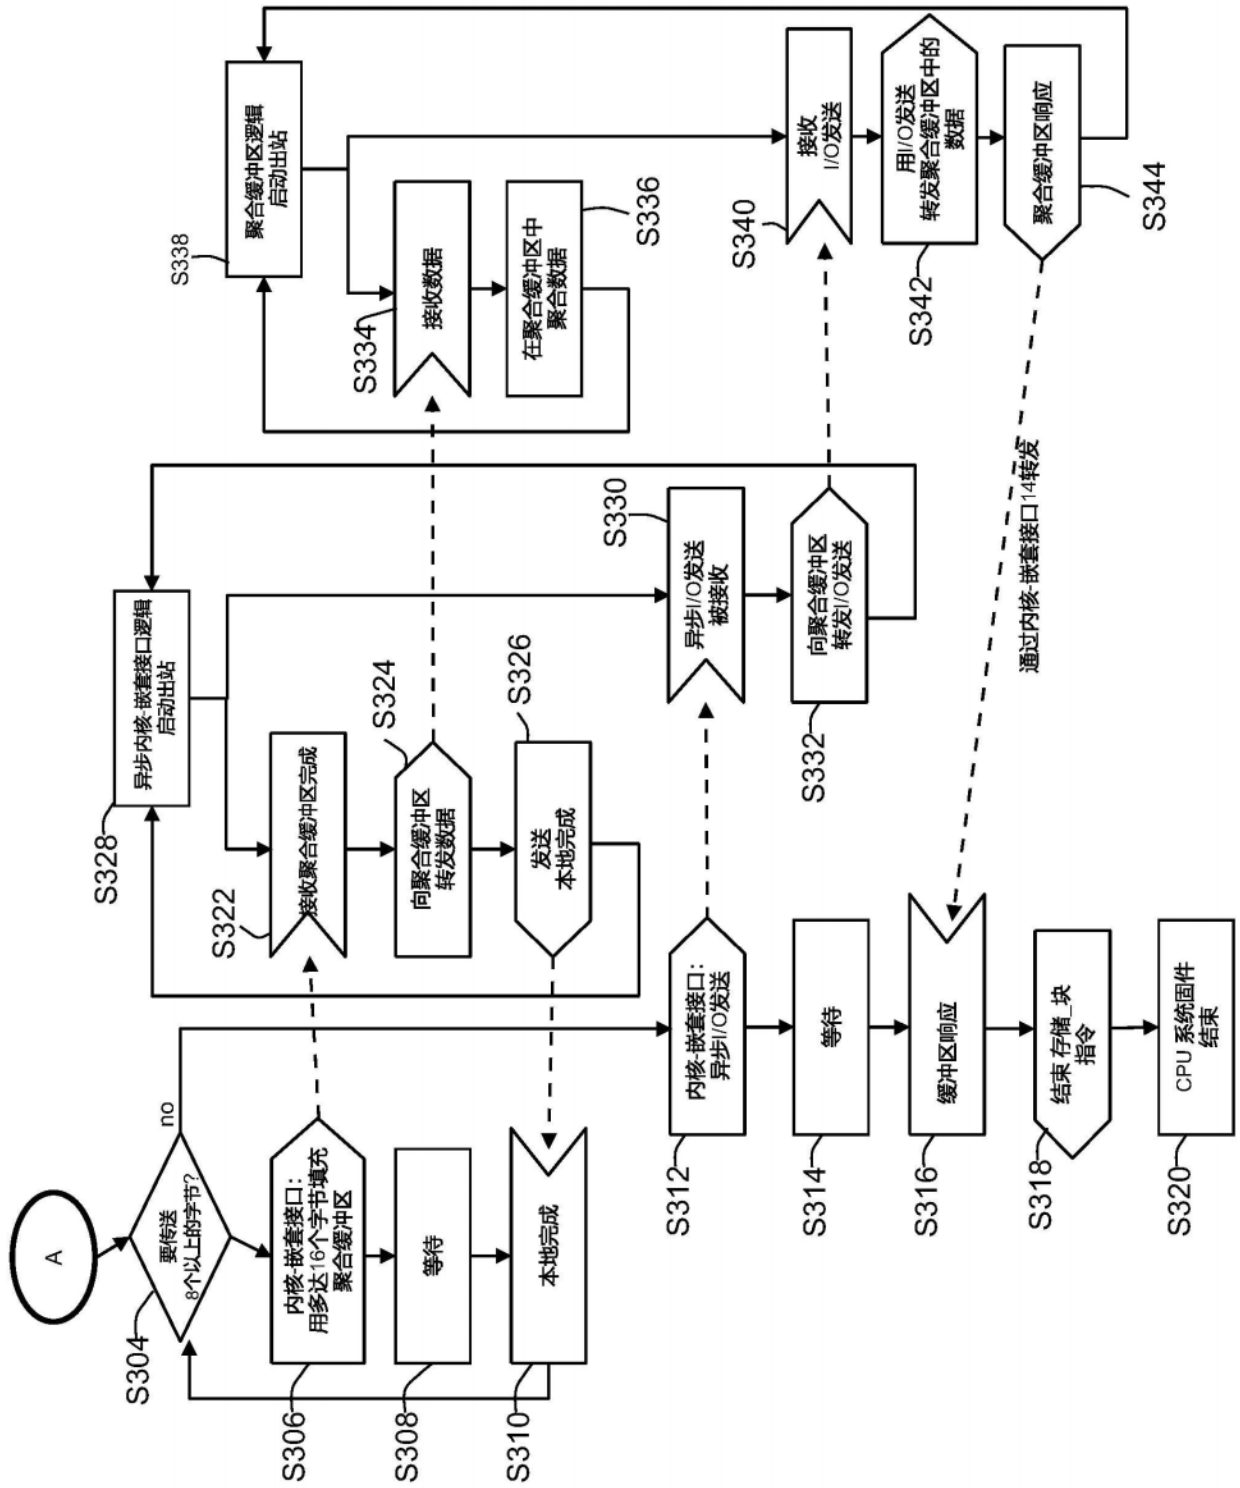 A
S304
要传送
8个以上的字节?
no
S306
内核-嵌套接口:
用多达16个字节填充
聚合缓冲区
S308
等待
S310
本地完成
S312
内核-嵌套接口:
异步I/O发送
S314
等待
S316
缓冲区响应
S318
结束 存储_块
指令
S320
CPU 系统固件
结束
S328
异步内核-嵌套接口逻辑
启动出站
S322
接收聚合缓冲区完成
S324
向聚合缓冲区
转发数据
S326
发送
本地完成
S330
异步I/O发送
被接收
S332
向聚合缓冲区
转发I/O发送
S338
聚合缓冲区逻辑
启动出站
S334
接收数据
S336
在聚合缓冲区中
聚合数据
S340
接收
I/O发送
S342
用I/O发送
转发聚合缓冲区中的
数据
S344
聚合缓冲区响应
通过内核-嵌套接口14转发